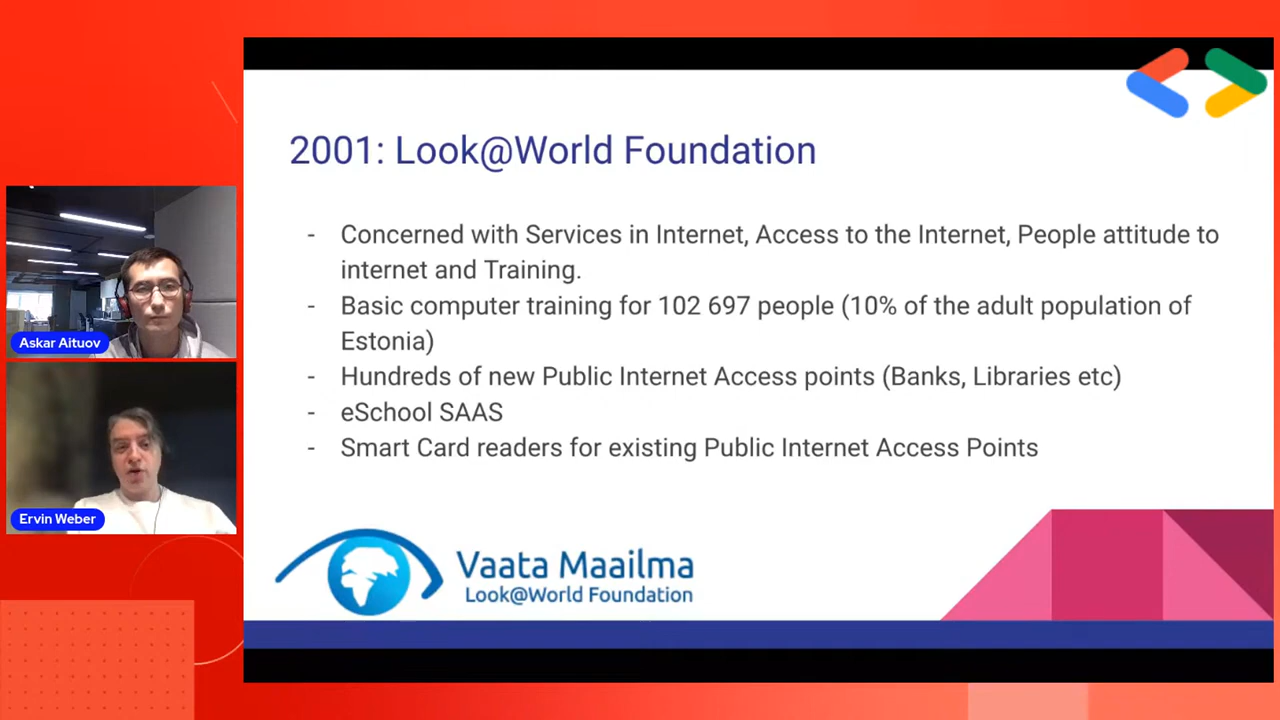 2001: Look@World Foundation
- Concerned with Services in Internet, Access to the Internet, People attitude to
internet and Training.
- Basic computer training for 102 697 people (10% of the adult population of
Estonia)
- Hundreds of new Public Internet Access points (Banks, Libraries etc)
- eSchool SAAS
- Smart Card readers for existing Public Internet Access Points
Askar Aituov
Ervin Weber
Vaata Maailma
Look@World Foundation